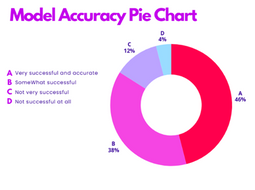 Model Accuracy Pie Chart
D
4%
C
12%
A Very successful and accurate
B SomeWhat successful
C Not very successful
D Not successful at all
A
46%
B
38%